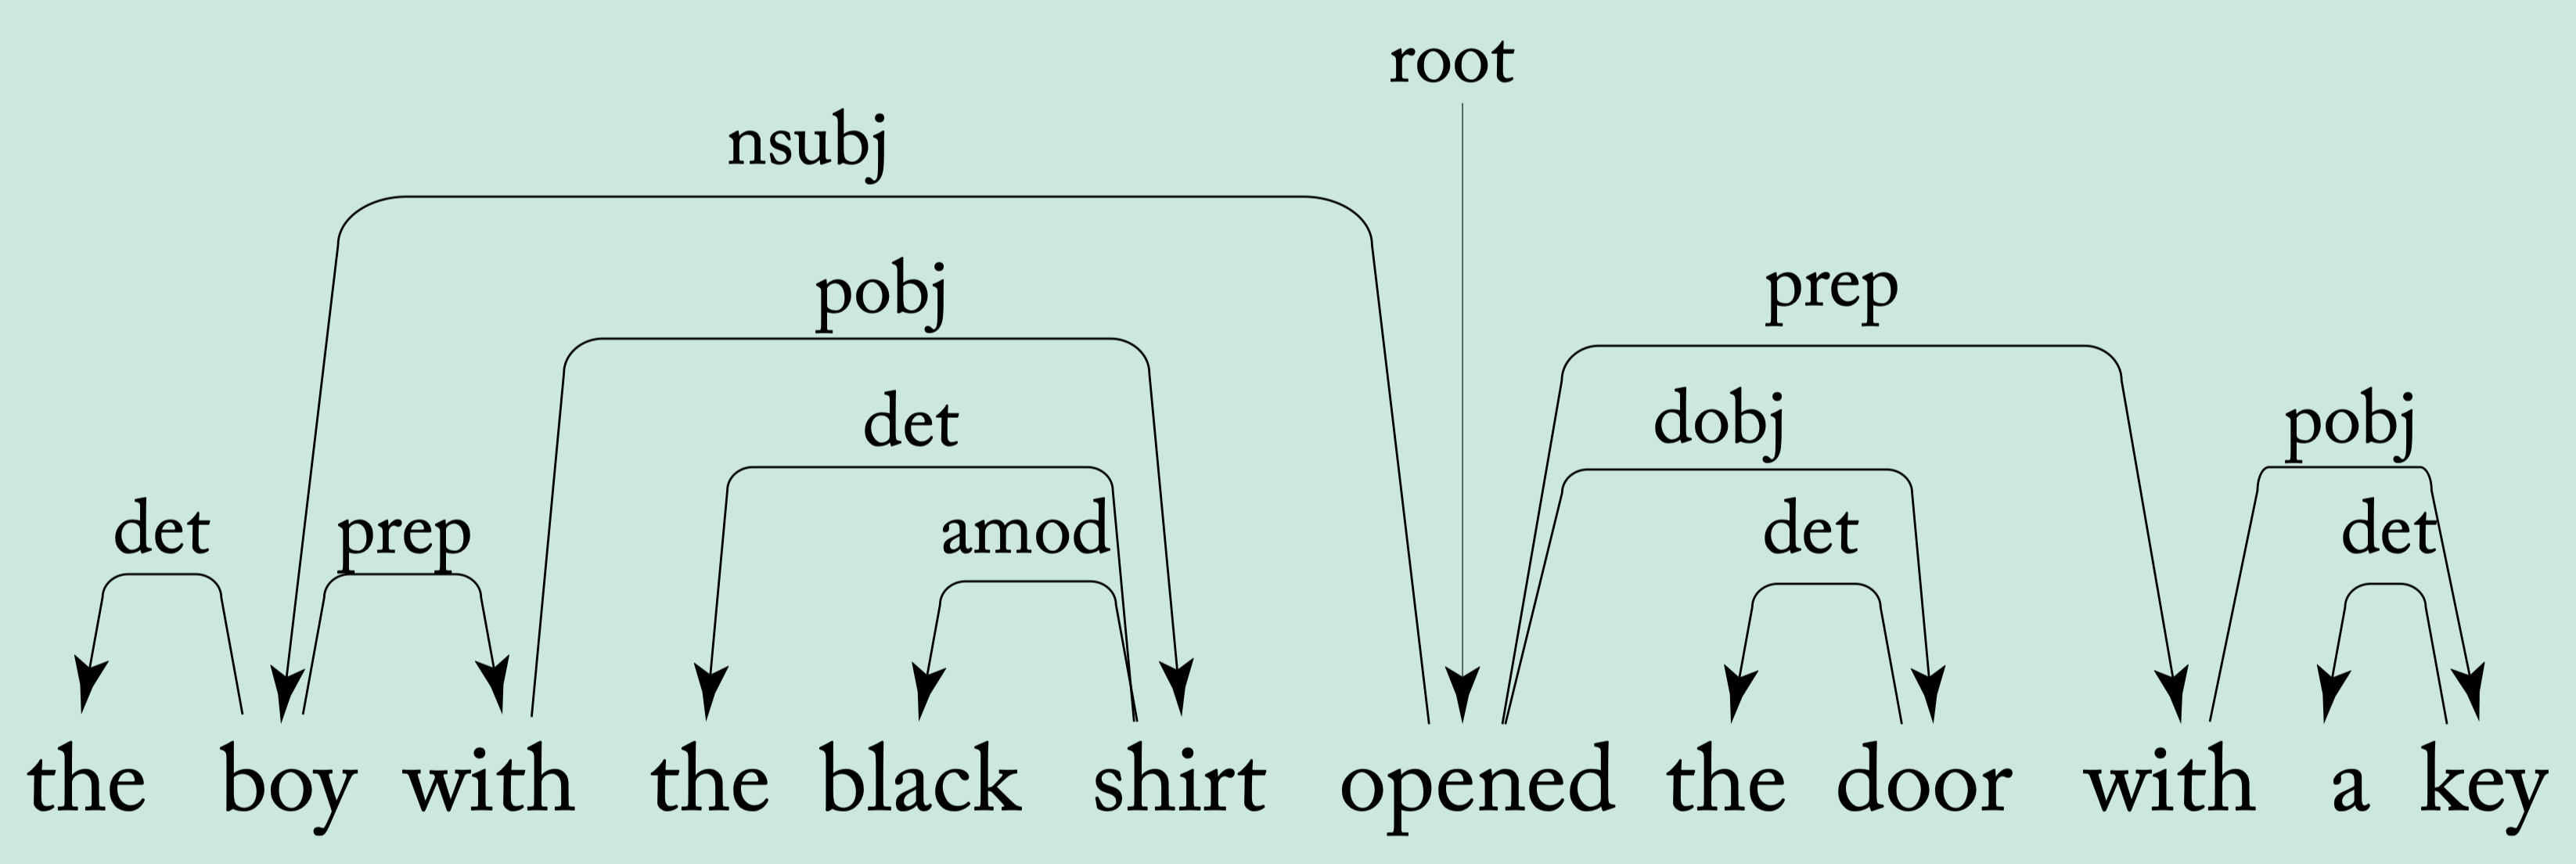 root
nsubj
pobj prep
det dobj pobj
det prep amod det det
the boy with the black shirt opened the door with a key